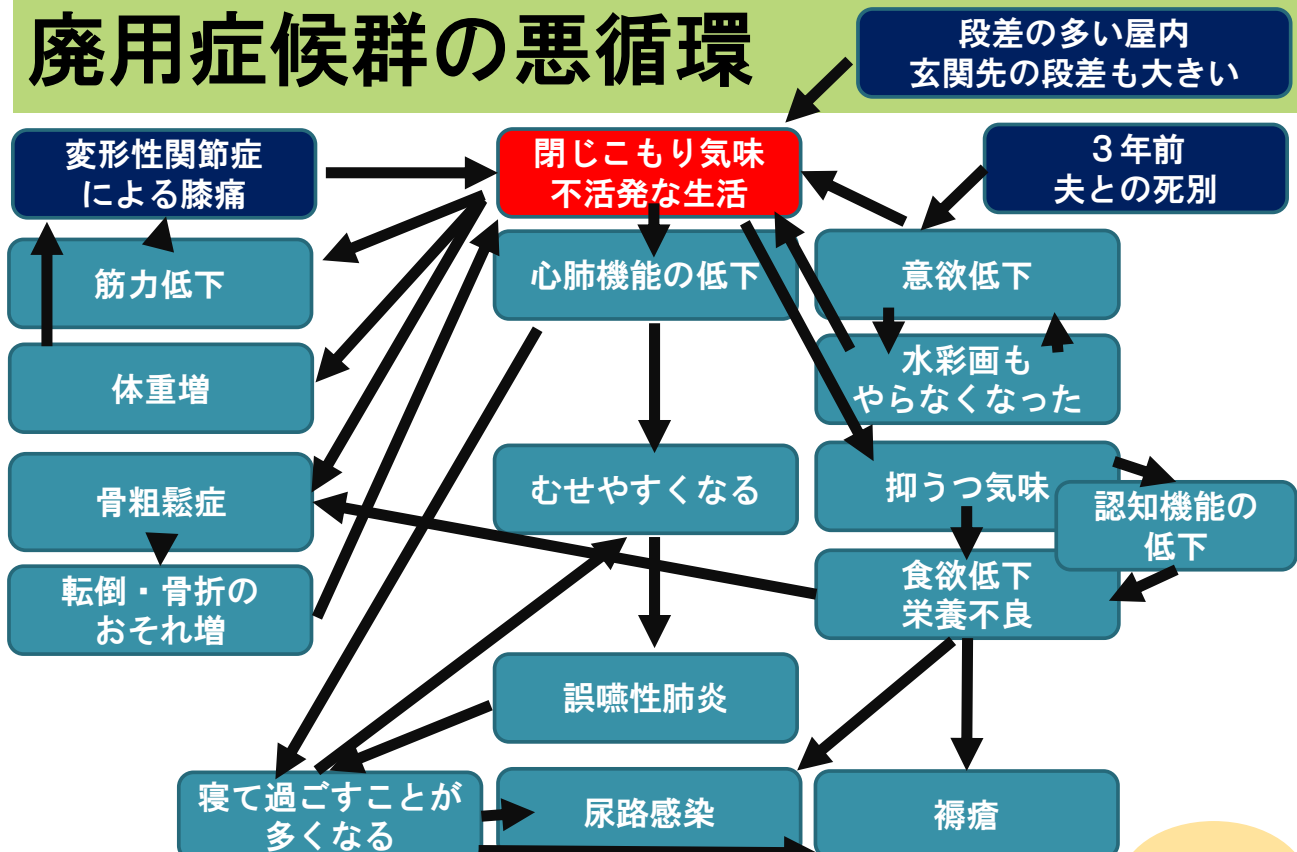 廃用症候群の悪循環
段差の多い屋内
玄関先の段差も大きい
変形性関節症
による膝痛
閉じこもり気味
不活発な生活
３年前
夫との死別
筋力低下
心肺機能の低下
意欲低下
体重増
水彩画も
やらなくなった
骨粗鬆症
むせやすくなる
抑うつ気味
認知機能の
低下
転倒・骨折の
おそれ増
食欲低下
栄養不良
誤嚥性肺炎
寝て過ごすことが
多くなる
尿路感染
褥瘡